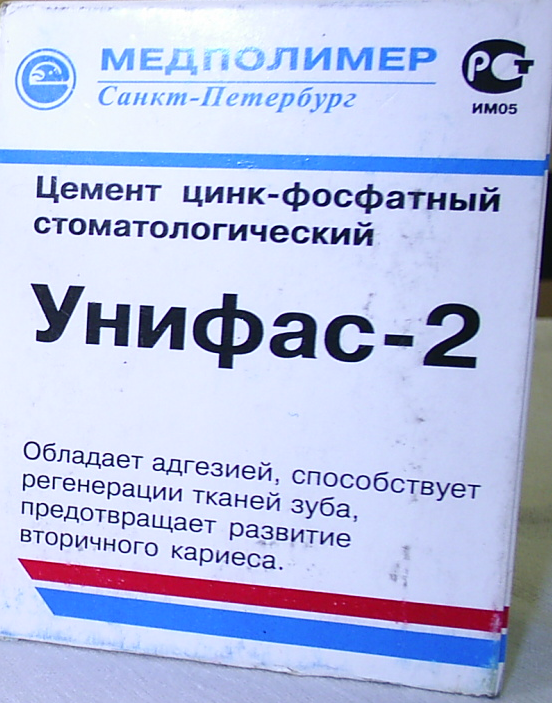 МЕДПОЛИМЕР
Санкт-Петербург
РСТ
ИМ05
Цемент цинк-фосфатный
стоматологический
Унифас-2
Обладает адгезией, способствует
регенерации тканей зуба,
предотвращает развитие
вторичного кариеса.